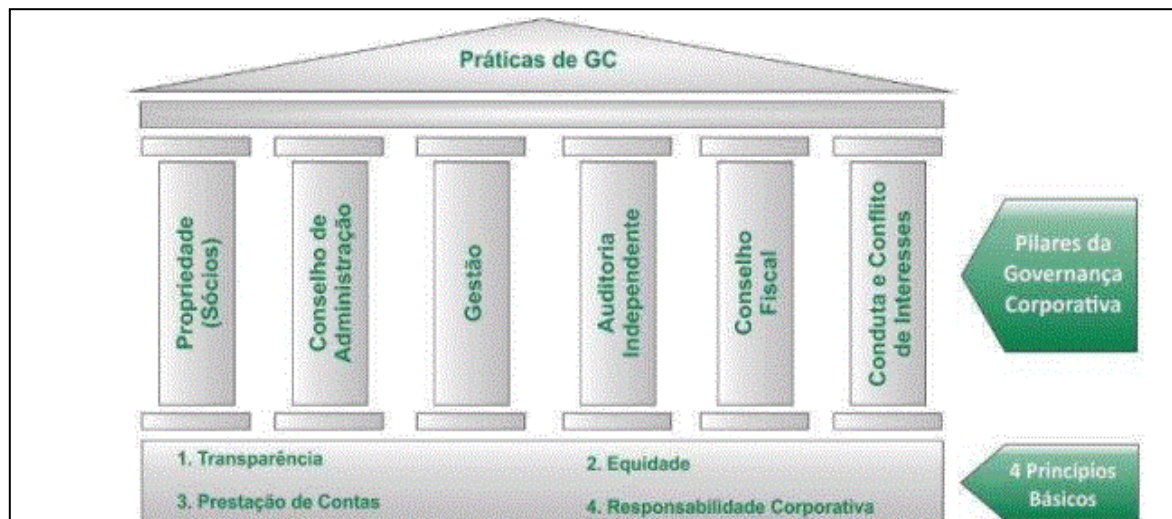 Práticas de GC
Propriedade
(Sócios)
Conselho de
Administração
Gestão
Auditoria
Independente
Conselho
Fiscal
Conduta e Conflito
de Interesses
Pilares da
Governança
Corporativa
1. Transparência
2. Equidade
3. Prestação de Contas
4. Responsabilidade Corporativa
4 Princípios
Básicos